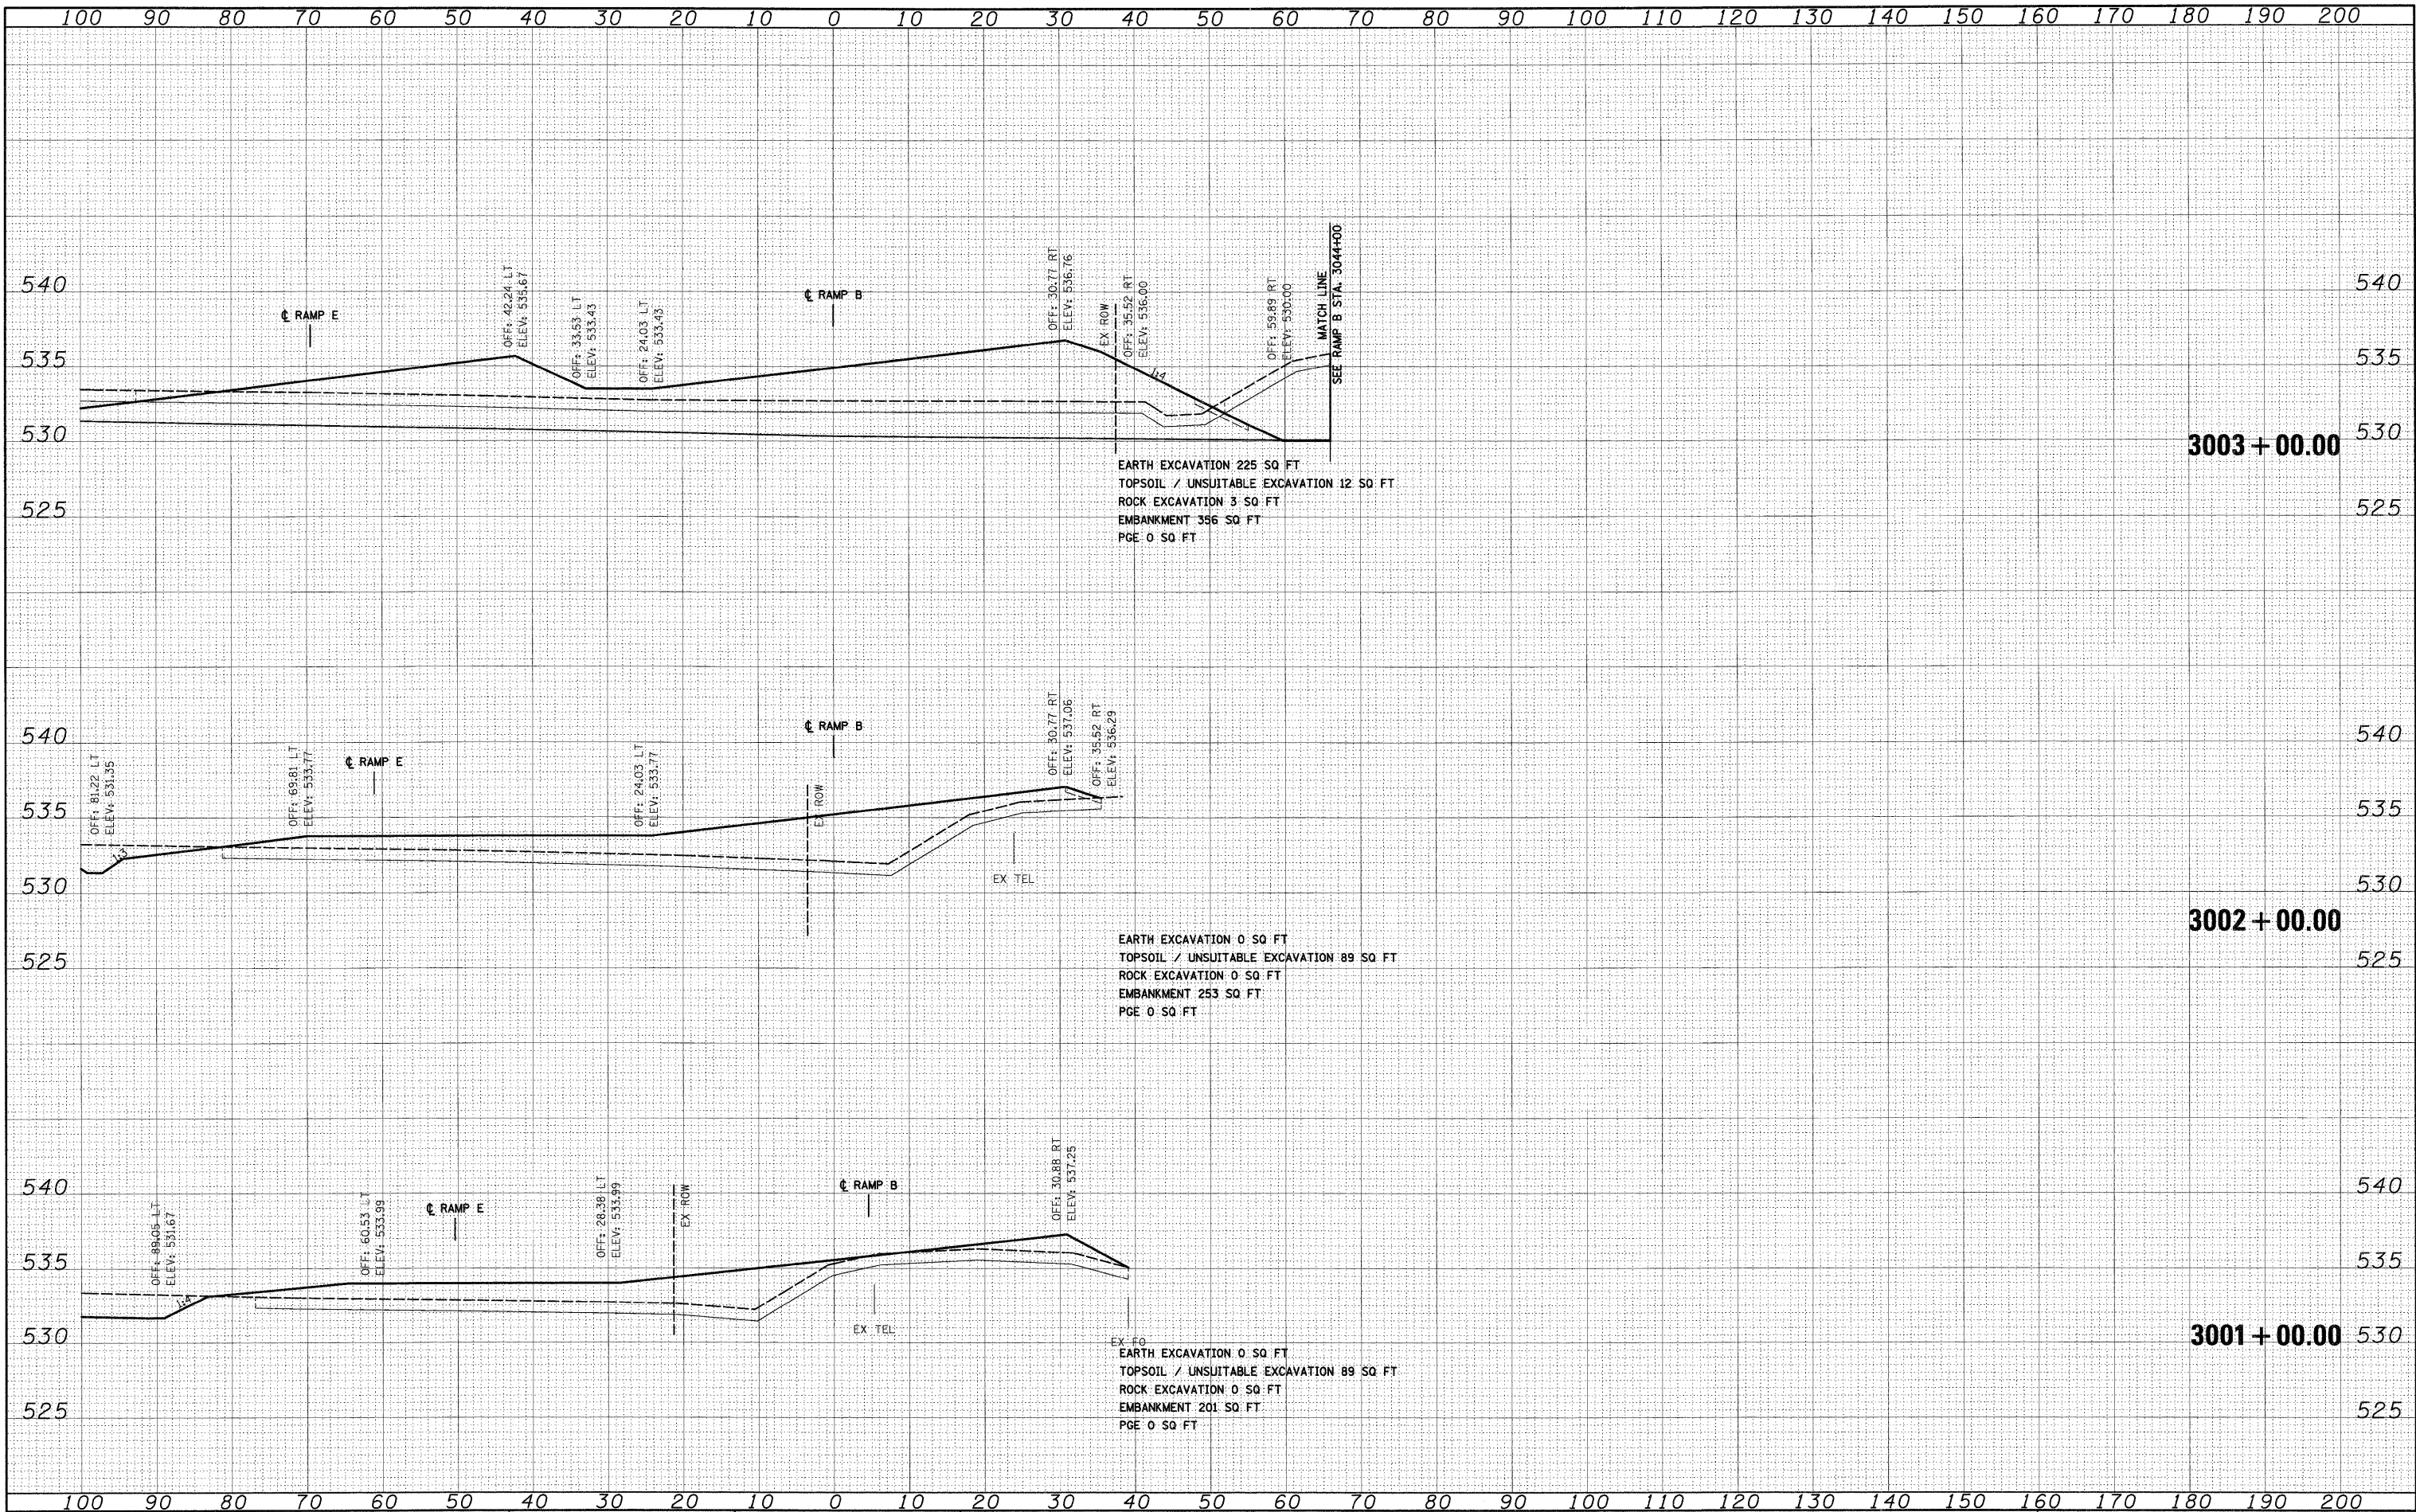 100 90 80 70 60 50 40 30 20 10 0 10 20 30 40 50 60 70 80 90 100 110 120 130 140 150 160 170 180 190 200
OFF: 42.24 LT
ELEV: 535.67
OFF: 33.53 LT
ELEV: 533.43
OFF: 24.03 LT
ELEV: 533.43
OFF: 30.77 RT
ELEV: 536.76
EX ROW
OFF: 35.52 RT
ELEV: 536.00
OFF: 59.89 RT
ELEV: 530.00
MATCH LINE
SEE RAMP B STA. 3044+00
540 540
℄ RAMP E
℄ RAMP B
535 535
1:4
530 530
3003+00.00
525 525
EARTH EXCAVATION 225 SQ FT
TOPSOIL / UNSUITABLE EXCAVATION 12 SQ FT
ROCK EXCAVATION 3 SQ FT
EMBANKMENT 356 SQ FT
PGE 0 SQ FT
OFF: 81.22 LT
ELEV: 531.35
OFF: 69.81 LT
ELEV: 533.77
℄ RAMP E
OFF: 24.03 LT
ELEV: 533.77
℄ RAMP B
EX ROW
OFF: 30.77 RT
ELEV: 537.06
OFF: 35.52 RT
ELEV: 536.29
540 540
535 535
1:3
530 530
EX TEL
3002+00.00
525 525
EARTH EXCAVATION 0 SQ FT
TOPSOIL / UNSUITABLE EXCAVATION 89 SQ FT
ROCK EXCAVATION 0 SQ FT
EMBANKMENT 253 SQ FT
PGE 0 SQ FT
OFF: 89.05 LT
ELEV: 531.67
OFF: 60.53 LT
ELEV: 533.99
℄ RAMP E
OFF: 28.38 LT
ELEV: 533.99
EX ROW
℄ RAMP B
OFF: 30.88 RT
ELEV: 537.25
540 540
535 535
1:4
530 530
EX TEL
EX FO
3001+00.00
525 525
EARTH EXCAVATION 0 SQ FT
TOPSOIL / UNSUITABLE EXCAVATION 89 SQ FT
ROCK EXCAVATION 0 SQ FT
EMBANKMENT 201 SQ FT
PGE 0 SQ FT
100 90 80 70 60 50 40 30 20 10 0 10 20 30 40 50 60 70 80 90 100 110 120 130 140 150 160 170 180 190 200